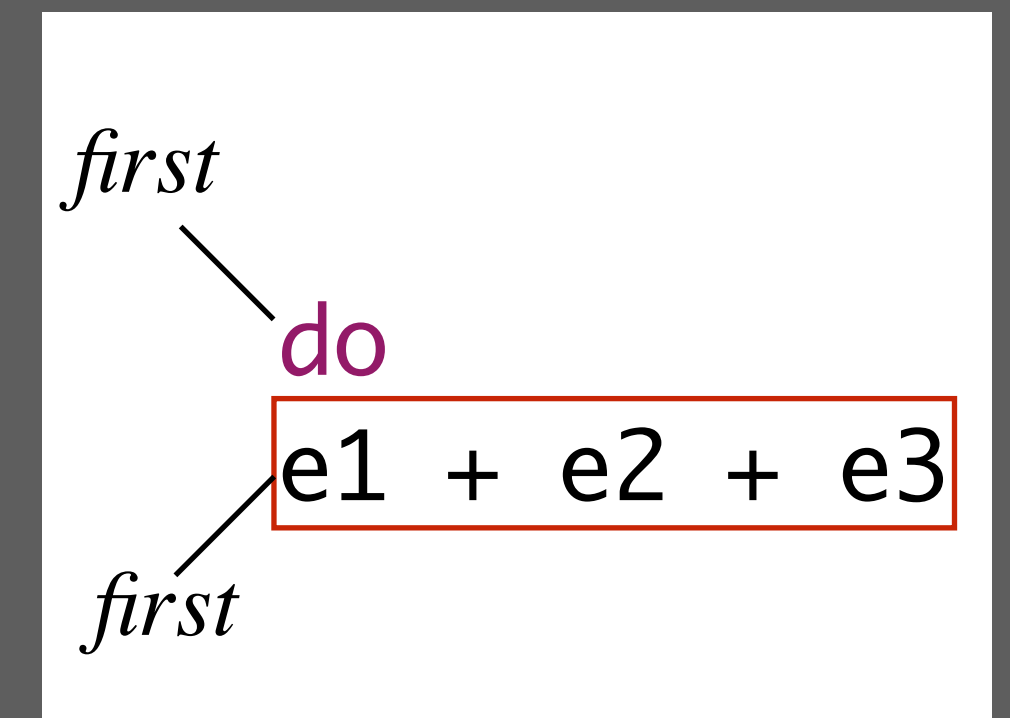 first
do
e1 + e2 + e3
first